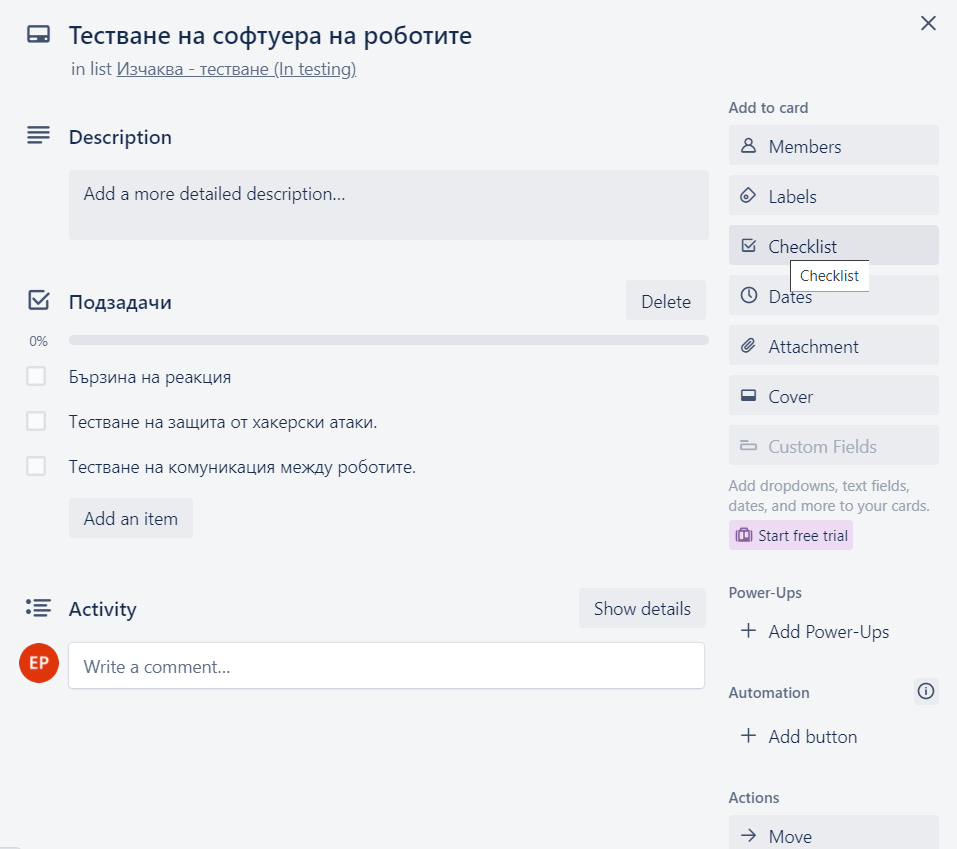 Тестване на софтуера на роботите
in list Изчаква - тестване (In testing)
Description
Add a more detailed description...
Подзадачи
Delete
0%
Бързина на реакция
Тестване на защита от хакерски атаки.
Тестване на комуникация между роботите.
Add an item
Activity
Show details
EP
Write a comment...
Add to card
Members
Labels
Checklist
Checklist
Dates
Attachment
Cover
Custom Fields
Add dropdowns, text fields,
dates, and more to your cards.
Start free trial
Power-Ups
Add Power-Ups
Automation
Add button
Actions
Move